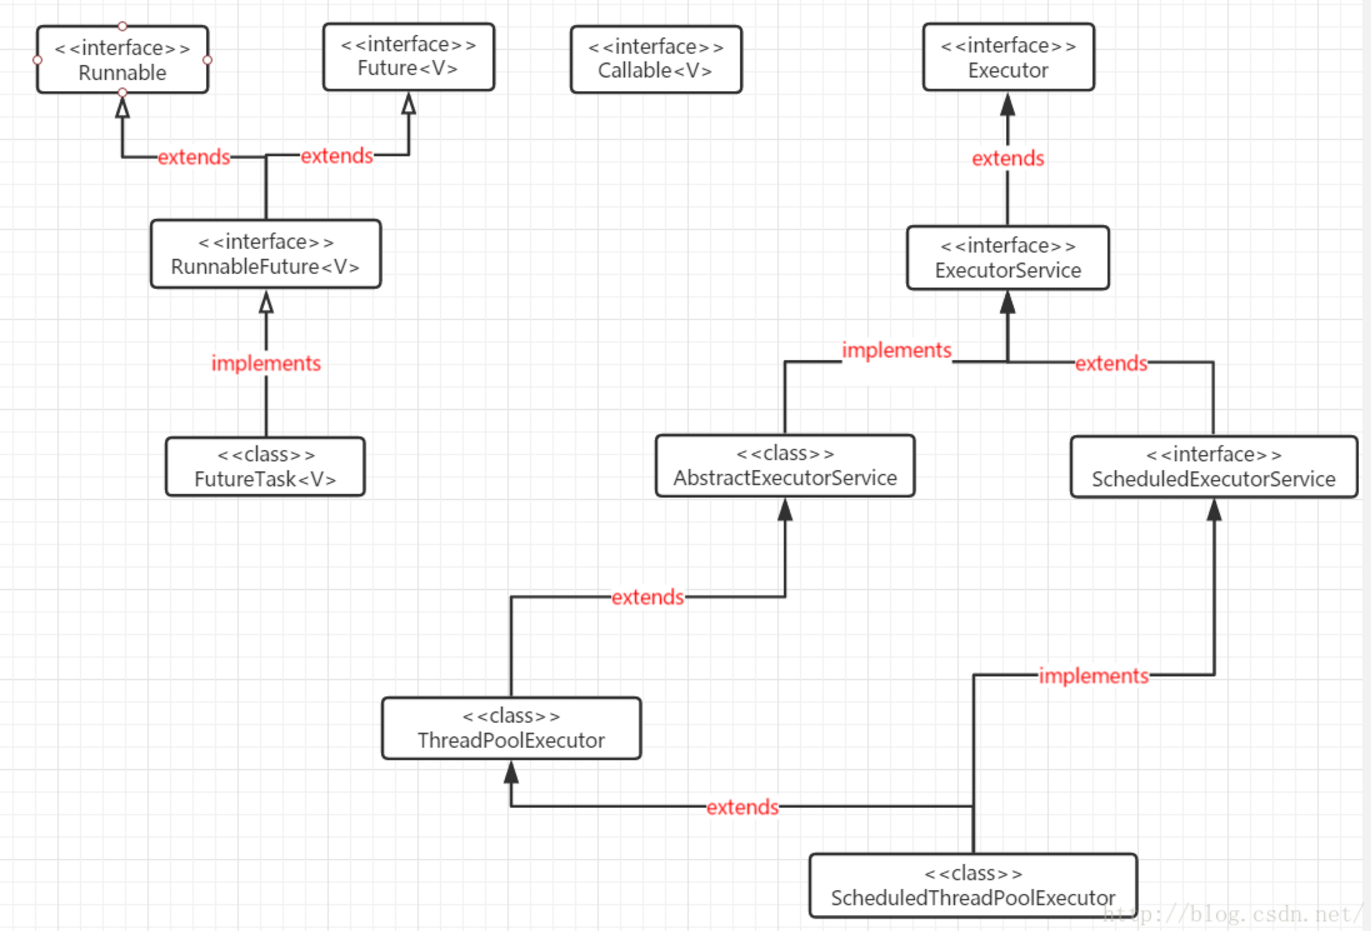 <<interface>>
Runnable
<<interface>>
Future<V>
<<interface>>
Callable<V>
<<interface>>
Executor
extends
extends
extends
<<interface>>
RunnableFuture<V>
<<interface>>
ExecutorService
implements
implements
extends
<<class>>
FutureTask<V>
<<class>>
AbstractExecutorService
<<interface>>
ScheduledExecutorService
extends
implements
<<class>>
ThreadPoolExecutor
extends
<<class>>
ScheduledThreadPoolExecutor
http://blog.csdn.net/